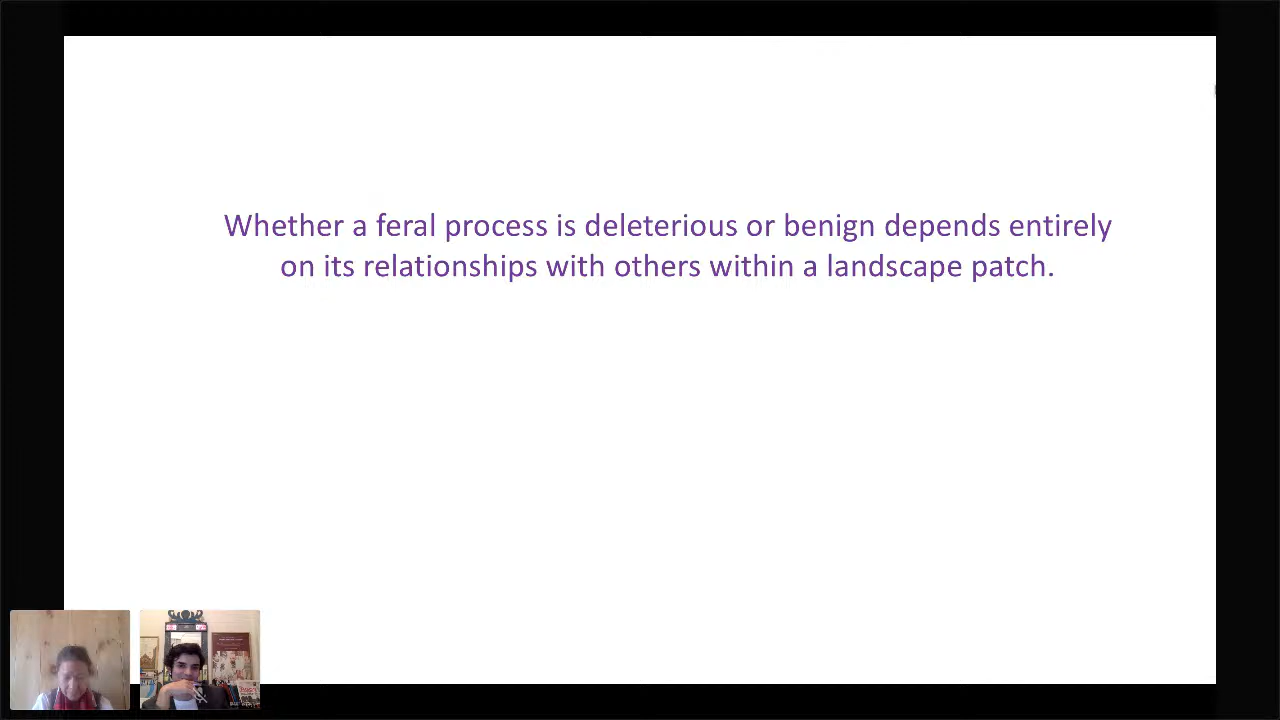 Whether a feral process is deleterious or benign depends entirely
on its relationships with others within a landscape patch.